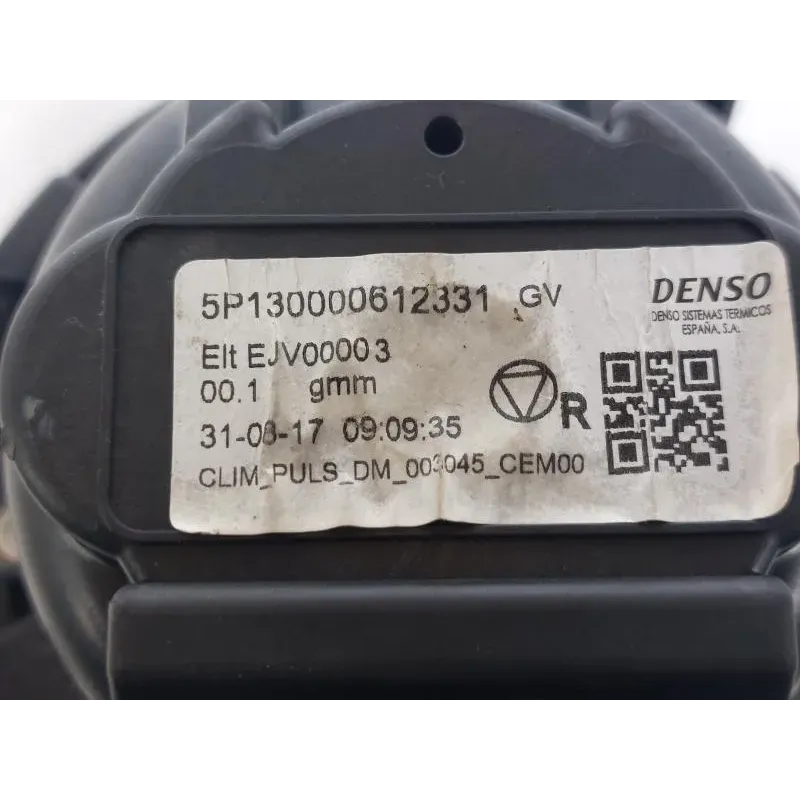 5P130000612331 GV
DENSO
DENSO SISTEMAS TERMICOS
ESPAÑA, S.A.
Elt EJV00003
00.1 gmm
R
31-08-17 09:09:35
CLIM_PULS_DM_003045_CEM00